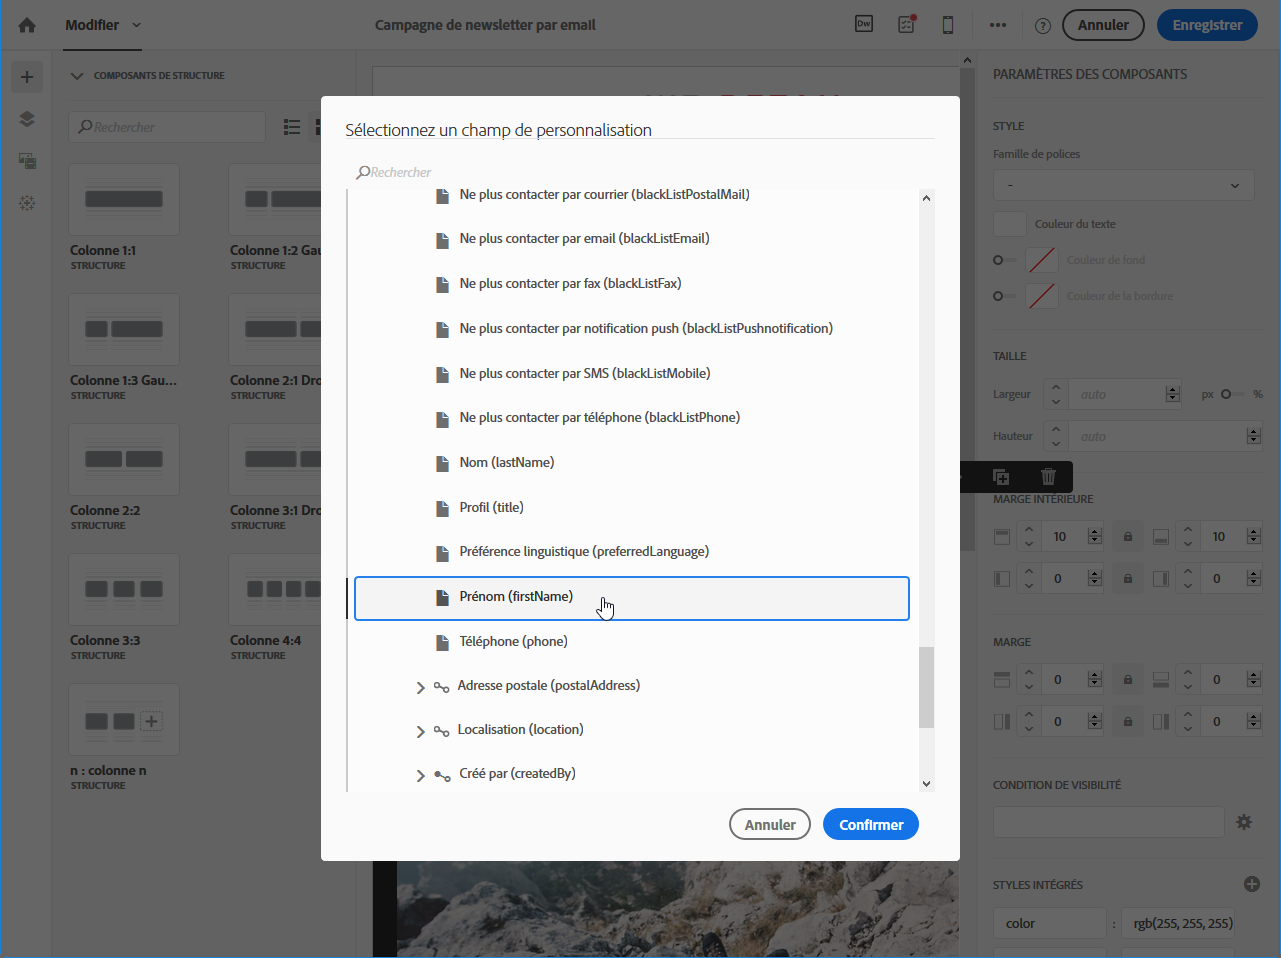 Modifier
Campagne de newsletter par email
Dw
Annuler
Enregistrer
COMPOSANTS DE STRUCTURE
Rechercher
Colonne 1:1
STRUCTURE
Colonne 1:2 Gau
STRUCTURE
Colonne 1:3 Gau...
STRUCTURE
Colonne 2:1 Dro
STRUCTURE
Colonne 2:2
STRUCTURE
Colonne 3:1 Dro
STRUCTURE
Colonne 3:3
STRUCTURE
Colonne 4:4
STRUCTURE
n : colonne n
STRUCTURE
Sélectionnez un champ de personnalisation
Rechercher
Ne plus contacter par courrier (blackListPostalMail)
Ne plus contacter par email (blackListEmail)
Ne plus contacter par fax (blackListFax)
Ne plus contacter par notification push (blackListPushnotification)
Ne plus contacter par SMS (blackListMobile)
Ne plus contacter par téléphone (blackListPhone)
Nom (lastName)
Profil (title)
Préférence linguistique (preferredLanguage)
Prénom (firstName)
Téléphone (phone)
Adresse postale (postalAddress)
Localisation (location)
Créé par (createdBy)
Annuler
Confirmer
PARAMÈTRES DES COMPOSANTS
STYLE
Famille de polices
-
Couleur du texte
Couleur de fond
Couleur de la bordure
TAILLE
Largeur
auto
px
%
Hauteur
auto
MARGE INTÉRIEURE
10
10
0
0
MARGE
0
0
0
0
CONDITION DE VISIBILITÉ
STYLES INTÉGRÉS
color
:
rgb(255, 255, 255)